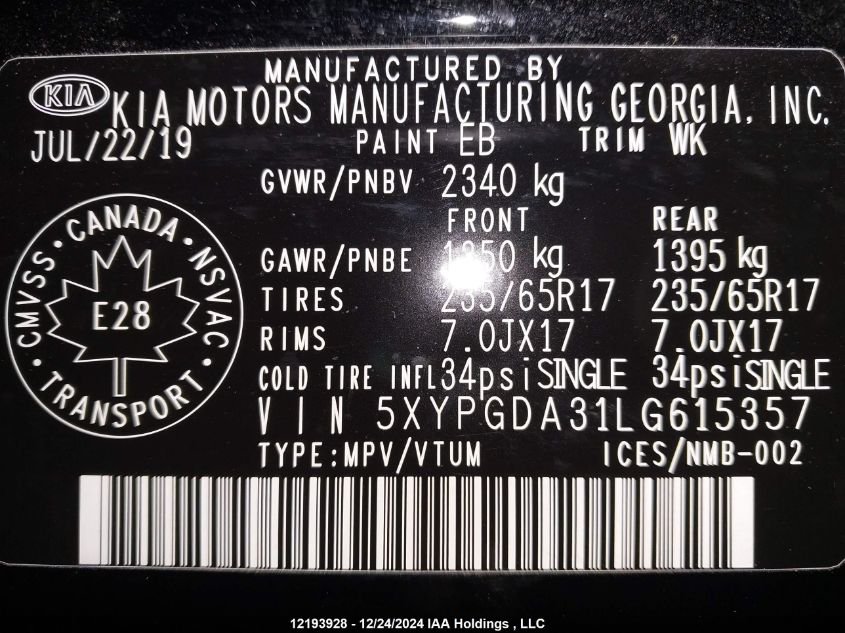 MANUFACTURED BY
KIA KIA MOTORS MANUFACTURING GEORGIA, INC.
JUL/22/19 PAINT EB TRIM WK
GVWR/PNBV 2340 kg
FRONT REAR
GAWR/PNBE kg 1395 kg
TIRES 235/65R17 235/65R17
RIMS 7.0JX17 7.0JX17
COLD TIRE INFL 34psi SINGLE 34psi SINGLE
VIN 5XYPGDA31LG615357
TYPE:MPV/VTUM ICES/NMB-002
CMVSS • CANADA • NSVAC • TRANSPORT •
E28
12193928 - 12/24/2024 IAA Holdings , LLC